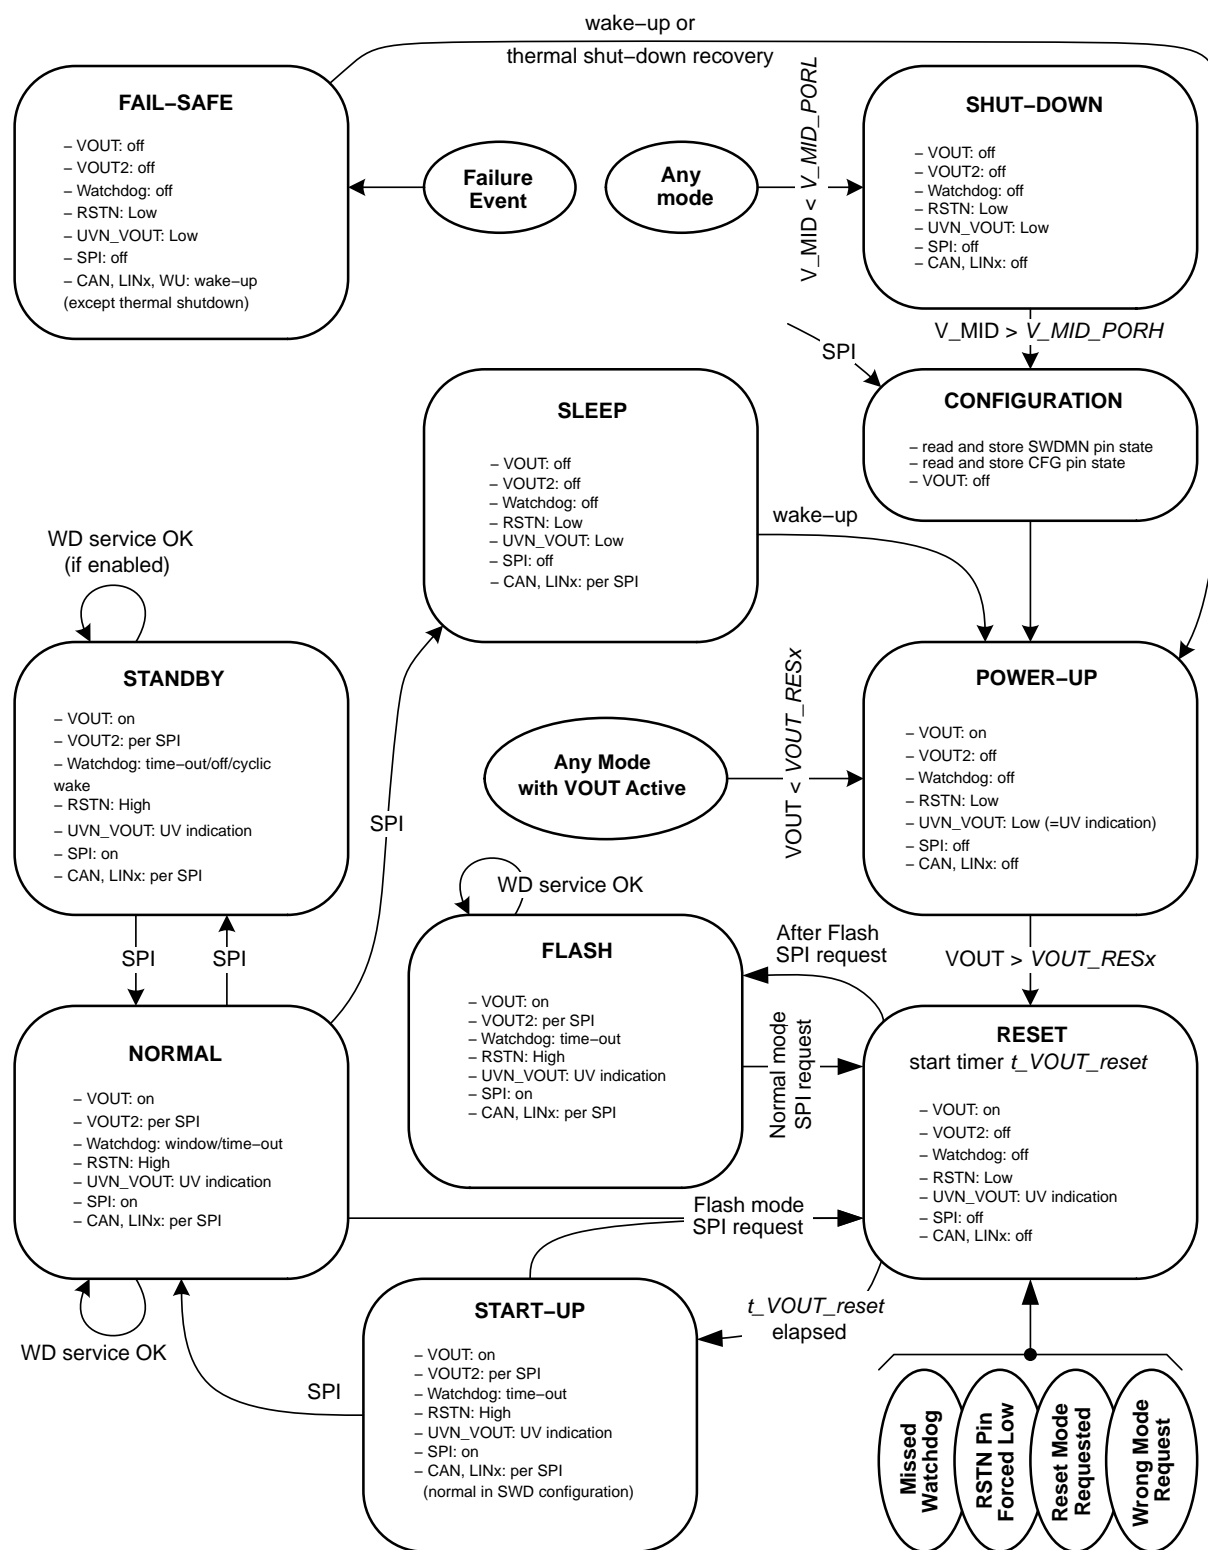 wake–up or
thermal shut–down recovery
FAIL–SAFE
– VOUT: off
– VOUT2: off
– Watchdog: off
– RSTN: Low
– UVN_VOUT: Low
– SPI: off
– CAN, LINx, WU: wake–up
(except thermal shutdown)
Failure
Event
Any
mode
V_MID < V_MID_PORL
SHUT–DOWN
– VOUT: off
– VOUT2: off
– Watchdog: off
– RSTN: Low
– UVN_VOUT: Low
– SPI: off
– CAN, LINx: off
V_MID > V_MID_PORH
SPI
CONFIGURATION
– read and store SWDMN pin state
– read and store CFG pin state
– VOUT: off
SLEEP
– VOUT: off
– VOUT2: off
– Watchdog: off
– RSTN: Low
– UVN_VOUT: Low
– SPI: off
– CAN, LINx: per SPI
wake–up
WD service OK
(if enabled)
STANDBY
– VOUT: on
– VOUT2: per SPI
– Watchdog: time–out/off/cyclic
wake
– RSTN: High
– UVN_VOUT: UV indication
– SPI: on
– CAN, LINx: per SPI
SPI
Any Mode
with VOUT Active
VOUT < VOUT_RESx
POWER–UP
– VOUT: on
– VOUT2: off
– Watchdog: off
– RSTN: Low
– UVN_VOUT: Low (=UV indication)
– SPI: off
– CAN, LINx: off
SPI
SPI
WD service OK
FLASH
– VOUT: on
– VOUT2: per SPI
– Watchdog: time–out
– RSTN: High
– UVN_VOUT: UV indication
– SPI: on
– CAN, LINx: per SPI
After Flash
SPI request
Normal mode
SPI request
VOUT > VOUT_RESx
RESET
start timer t_VOUT_reset
– VOUT: on
– VOUT2: off
– Watchdog: off
– RSTN: Low
– UVN_VOUT: UV indication
– SPI: off
– CAN, LINx: off
NORMAL
– VOUT: on
– VOUT2: per SPI
– Watchdog: window/time–out
– RSTN: High
– UVN_VOUT: UV indication
– SPI: on
– CAN, LINx: per SPI
Flash mode
SPI request
WD service OK
SPI
START–UP
– VOUT: on
– VOUT2: per SPI
– Watchdog: time–out
– RSTN: High
– UVN_VOUT: UV indication
– SPI: on
– CAN, LINx: per SPI
(normal in SWD configuration)
t_VOUT_reset
elapsed
Missed
Watchdog
RSTN Pin
Forced Low
Reset Mode
Requested
Wrong Mode
Request